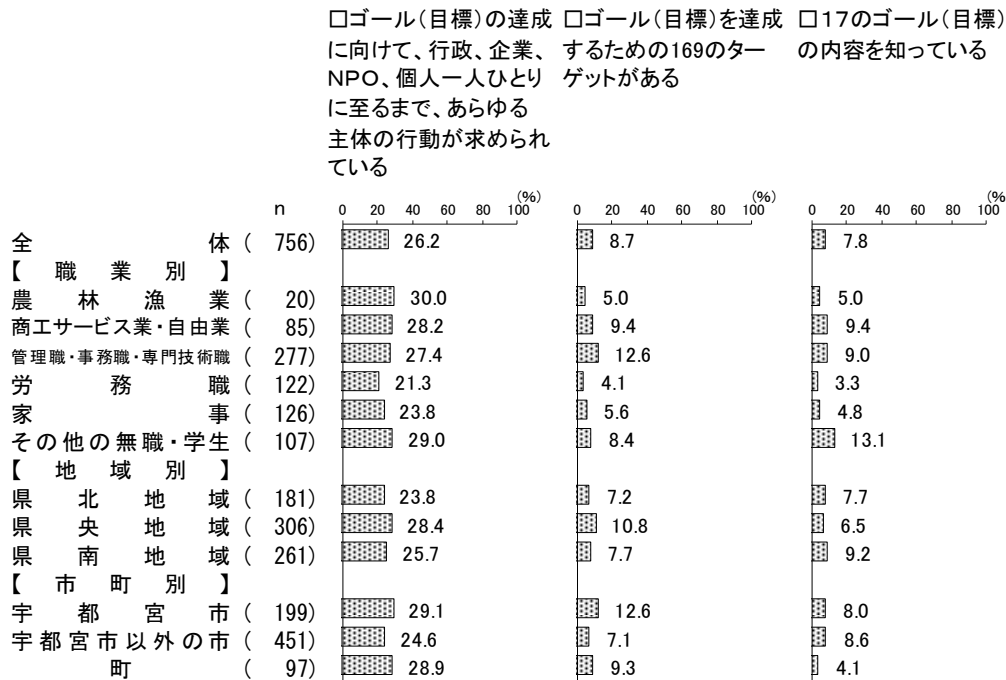 □ゴール(目標)の達成に向けて、行政、企業、NPO、個人一人ひとりに至るまで、あらゆる主体の行動が求められている
□ゴール(目標)を達成するための169のターゲットがある
□17のゴール(目標)の内容を知っている
n 0 20 40 60 80 100 (%) 0 20 40 60 80 100 (%) 0 20 40 60 80 100 (%)
全体 ( 756) 26.2 8.7 7.8
【職業別】
農林漁業 ( 20) 30.0 5.0 5.0
商工サービス業・自由業 ( 85) 28.2 9.4 9.4
管理職・事務職・専門技術職 ( 277) 27.4 12.6 9.0
労務職 ( 122) 21.3 4.1 3.3
家事 ( 126) 23.8 5.6 4.8
その他の無職・学生 ( 107) 29.0 8.4 13.1
【地域別】
県北地域 ( 181) 23.8 7.2 7.7
県央地域 ( 306) 28.4 10.8 6.5
県南地域 ( 261) 25.7 7.7 9.2
【市町別】
宇都宮市 ( 199) 29.1 12.6 8.0
宇都宮市以外の市 ( 451) 24.6 7.1 8.6
町 ( 97) 28.9 9.3 4.1